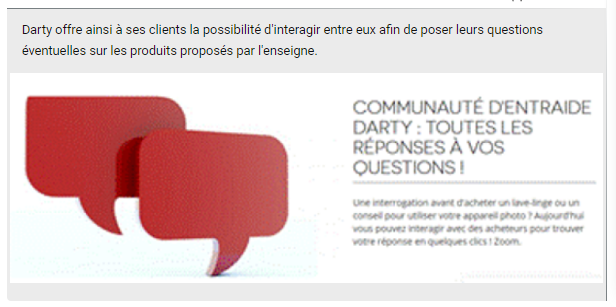 Darty offre ainsi à ses clients la possibilité d'interagir entre eux afin de poser leurs questions
éventuelles sur les produits proposés par l'enseigne.
COMMUNAUTÉ D'ENTRAIDE
DARTY : TOUTES LES
RÉPONSES À VOS
QUESTIONS !
Une interrogation avant d'acheter un lave-linge ou un
conseil pour utiliser votre appareil photo ? Aujourd'hui
vous pouvez interagir avec des acheteurs pour trouver
votre réponse en quelques clics ! Zoom.